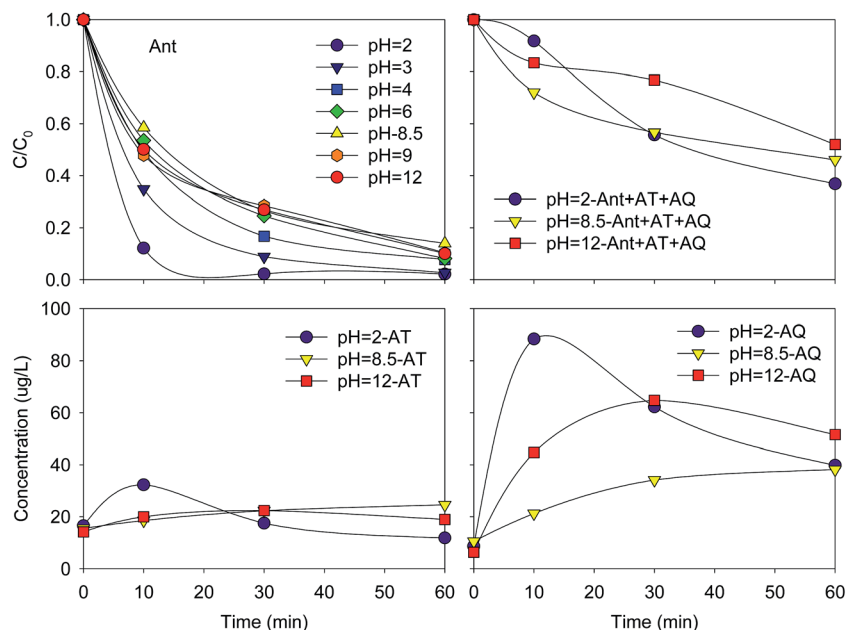 1.0
0.8
0.6
0.4
0.2
0.0
C/C0
Ant
pH=2
pH=3
pH=4
pH=6
pH-8.5
pH=9
pH=12
pH=2-Ant+AT+AQ
pH=8.5-Ant+AT+AQ
pH=12-Ant+AT+AQ
100
80
60
40
20
0
Concentration (ug/L)
pH=2-AT
pH=8.5-AT
pH=12-AT
0 10 20 30 40 50 60
Time (min)
pH=2-AQ
pH=8.5-AQ
pH=12-AQ
0 10 20 30 40 50 60
Time (min)